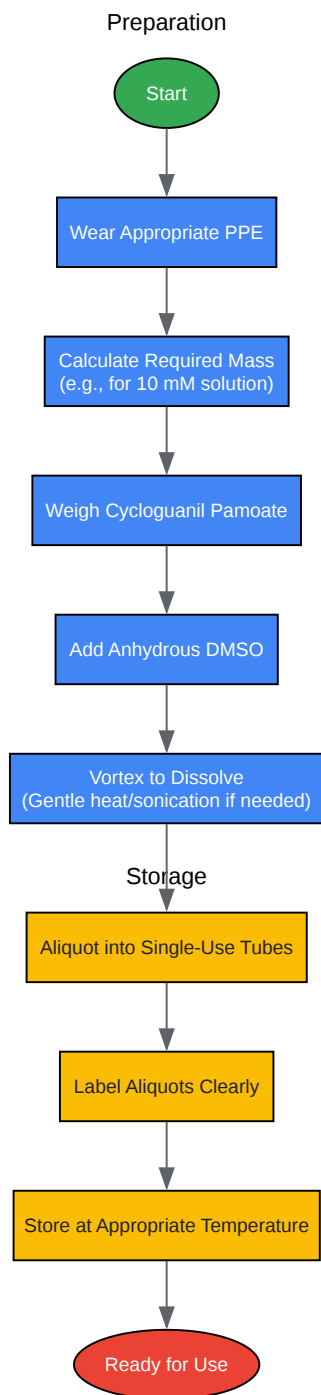 Preparation
Start
Wear Appropriate PPE
Calculate Required Mass
(e.g., for 10 mM solution)
Weigh Cycloguanil Pamoate
Add Anhydrous DMSO
Vortex to Dissolve
(Gentle heat/sonication if needed)
Storage
Aliquot into Single-Use Tubes
Label Aliquots Clearly
Store at Appropriate Temperature
Ready for Use